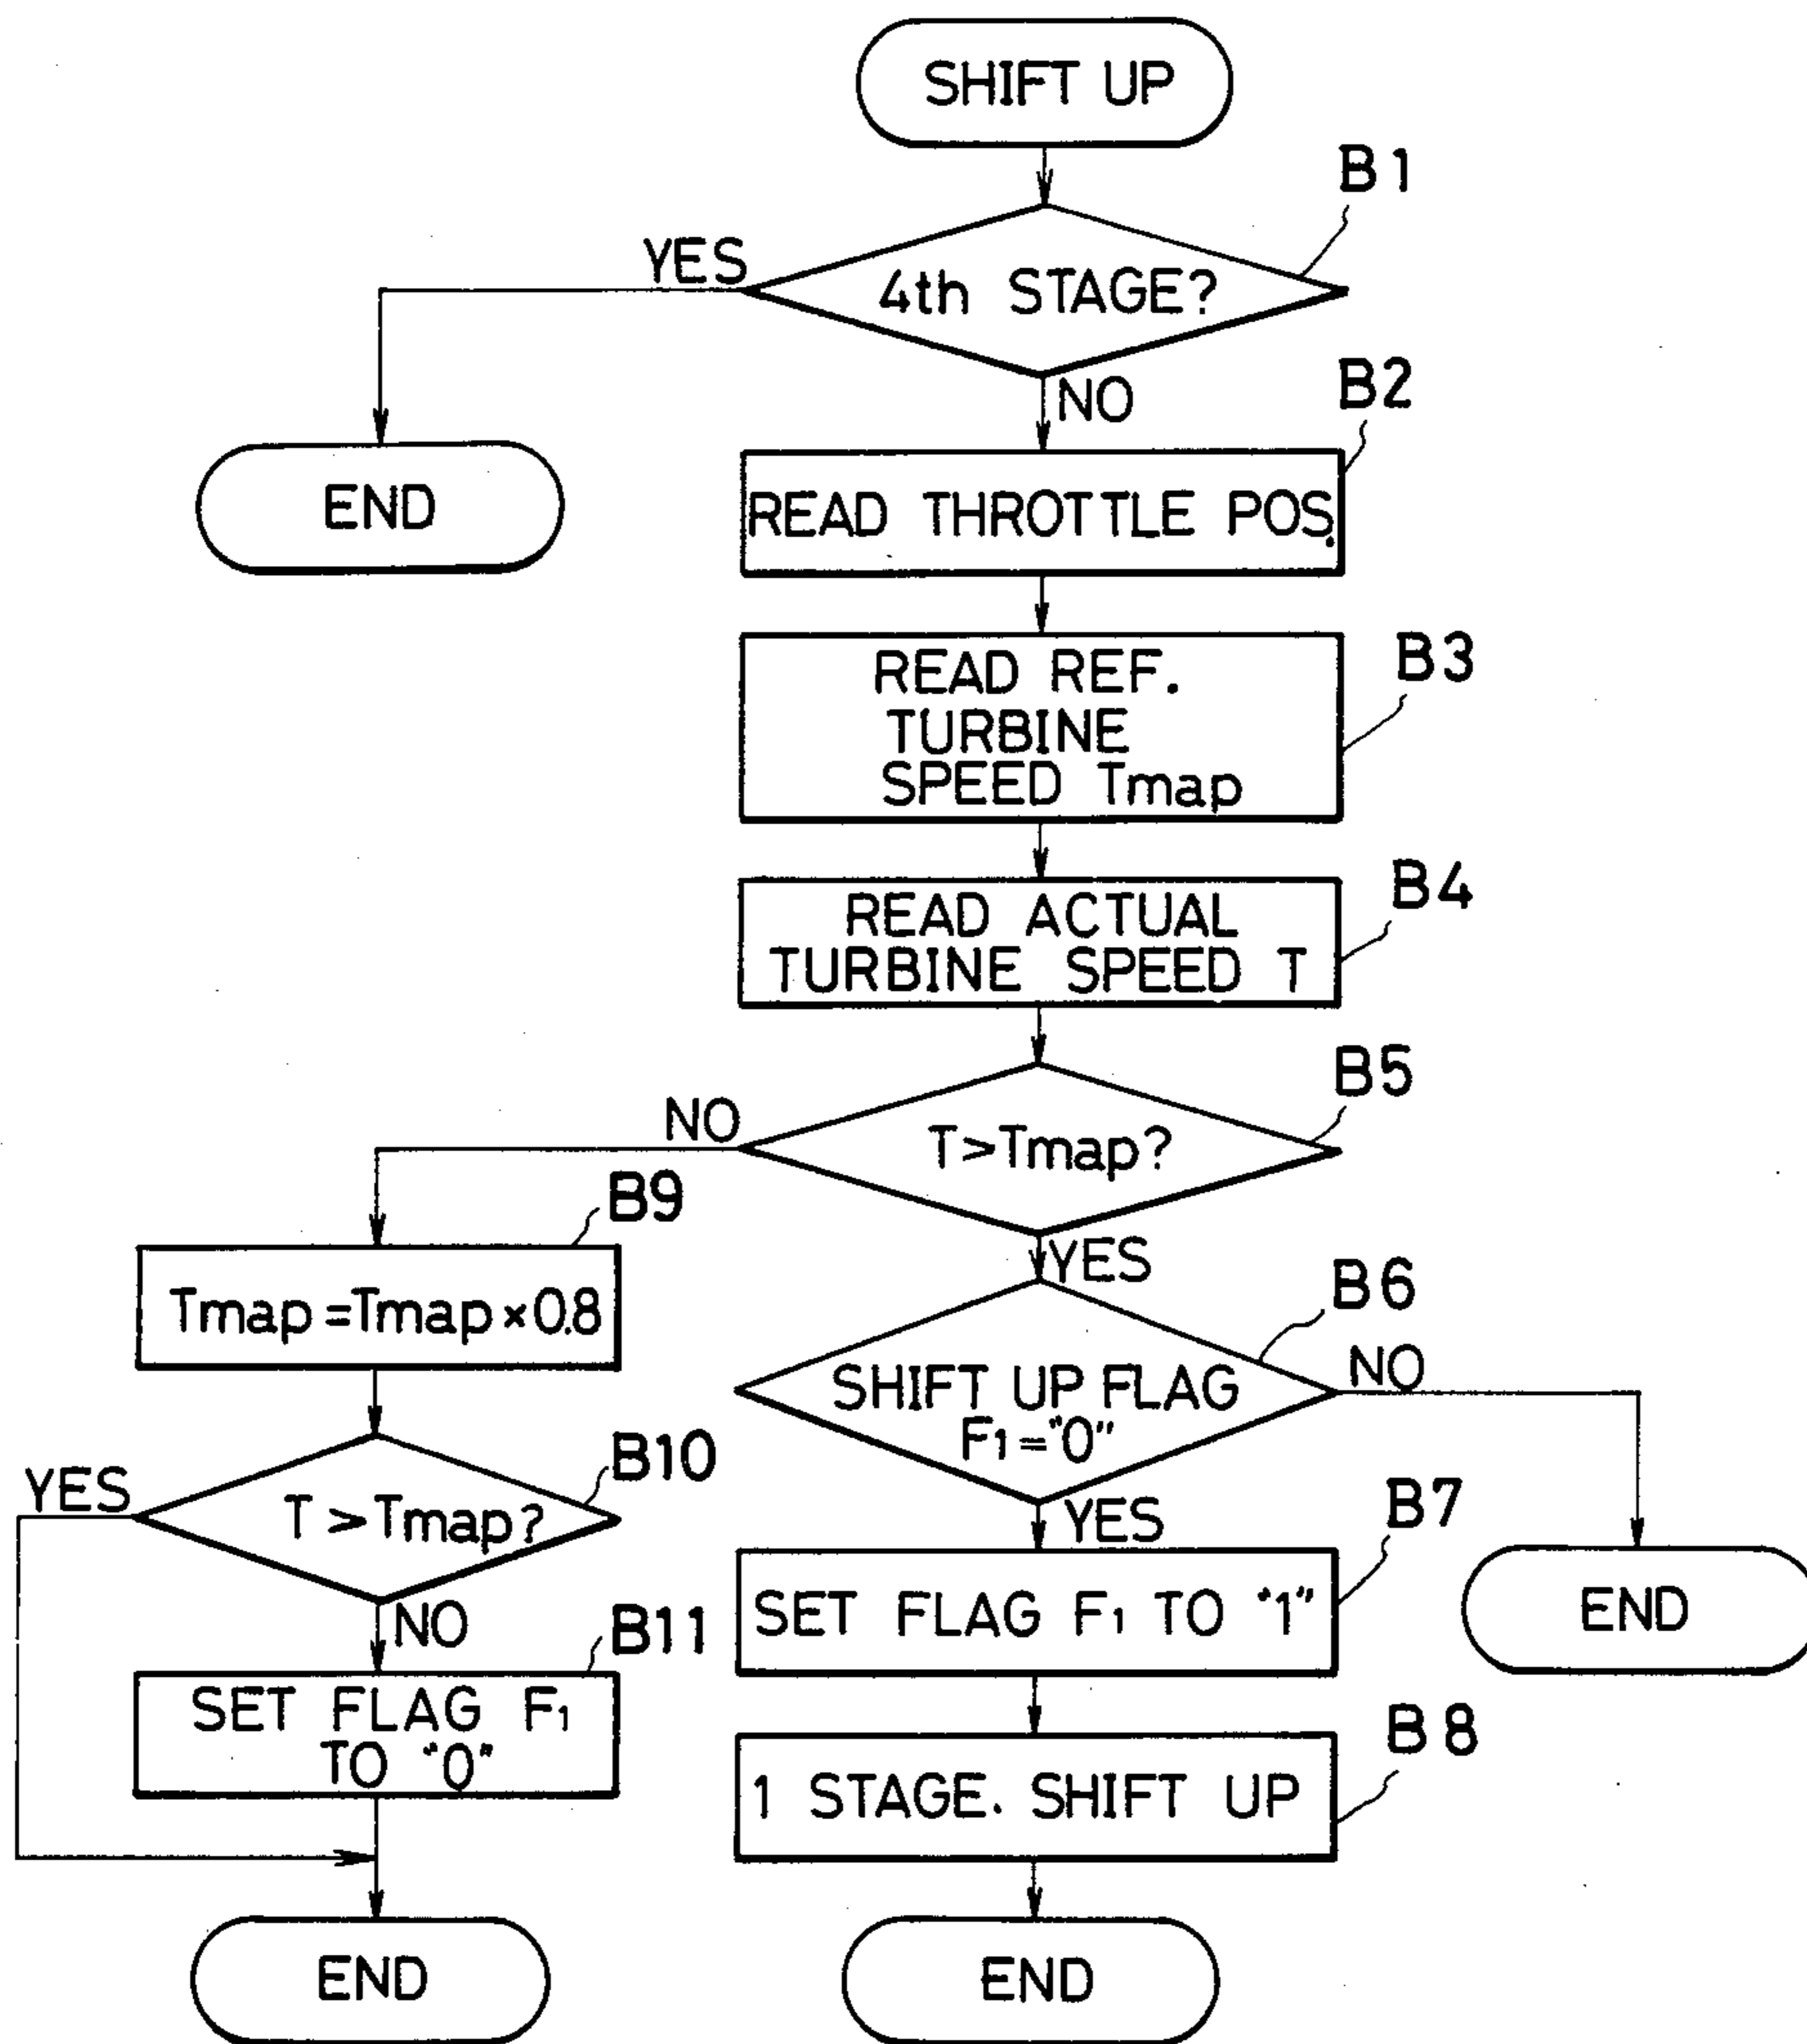 SHIFT UP
B1
YES
4th STAGE?
NO
B2
END
READ THROTTLE POS.
B3
READ REF.
TURBINE
SPEED Tmap
B4
READ ACTUAL
TURBINE SPEED T
B5
NO
T>Tmap?
B9
YES
B6
Tmap=Tmap×0.8
NO
SHIFT UP FLAG
F1="0"
B10
YES
T>Tmap?
YES
B7
NO
B11
SET FLAG F1 TO "1"
END
SET FLAG F1
TO "0"
B8
1 STAGE. SHIFT UP
END
END